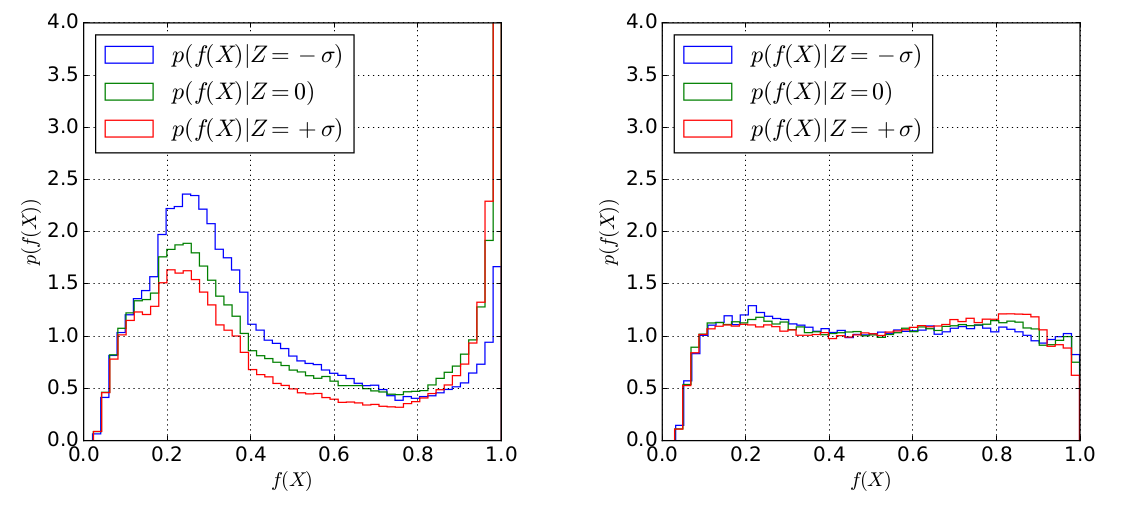 4.0
3.5
3.0
2.5
2.0
1.5
1.0
0.5
0.0
p(f(X))
p(f(X)|Z = − σ)
p(f(X)|Z = 0)
p(f(X)|Z = + σ)
0.0 0.2 0.4 0.6 0.8 1.0
f(X)
4.0
3.5
3.0
2.5
2.0
1.5
1.0
0.5
0.0
p(f(X))
p(f(X)|Z = − σ)
p(f(X)|Z = 0)
p(f(X)|Z = + σ)
0.0 0.2 0.4 0.6 0.8 1.0
f(X)